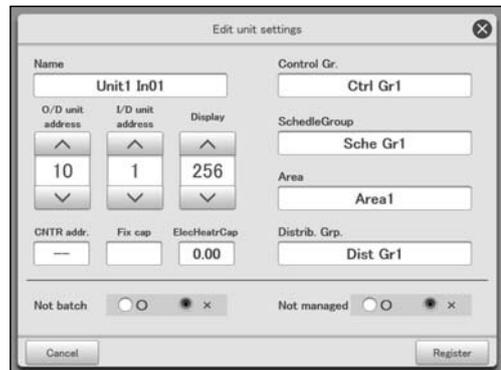 Edit unit settings
Name
Unit1 In01
O/D unit address
I/D unit address
Display
10
1
256
CNTR addr.
Fix cap
ElecHeatrCap
--
0.00
Control Gr.
Ctrl Gr1
SchedleGroup
Sche Gr1
Area
Area1
Distrib. Grp.
Dist Gr1
Not batch
O
×
Not managed
O
×
Cancel
Register